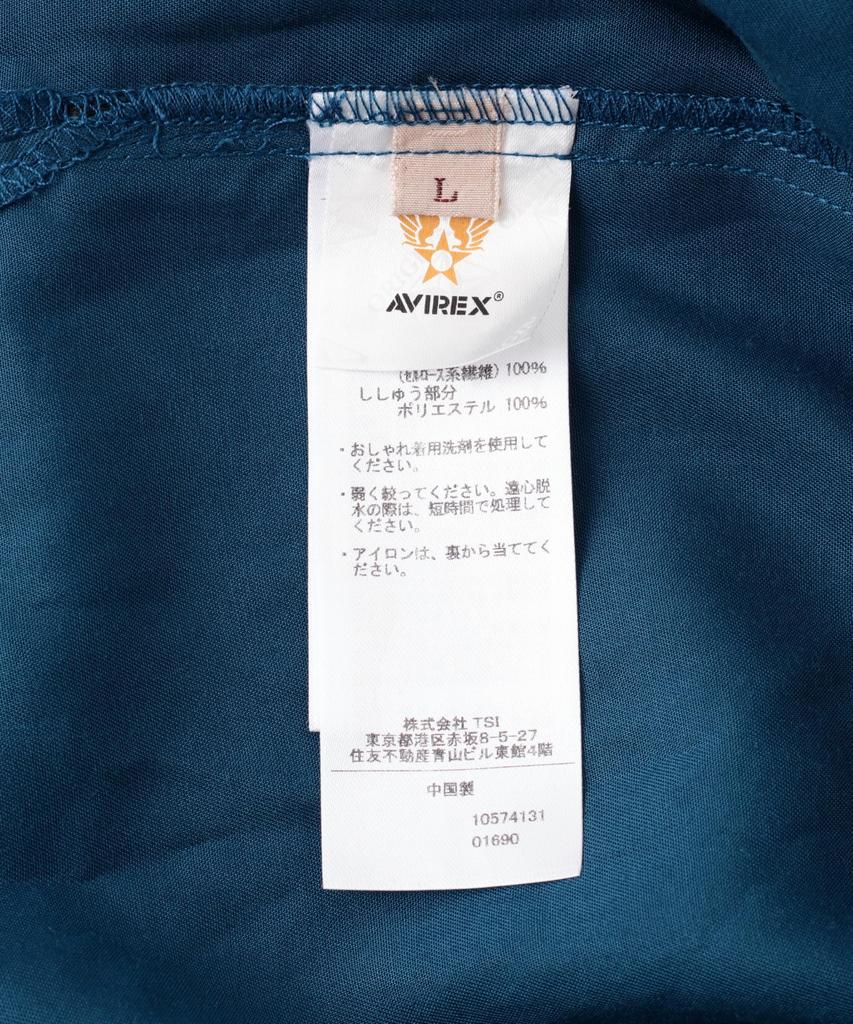 L
AVIREX®
(セルロース系繊維) 100%
ししゅう部分
ポリエステル 100%
・おしゃれ着用洗剤を使用して
ください。
・弱く絞ってください。遠心脱
水の際は、短時間で処理して
ください。
・アイロンは、裏から当ててく
ださい。
株式会社 TSI
東京都港区赤坂8-5-27
住友不動産青山ビル東館4階
中国製
10574131
01690